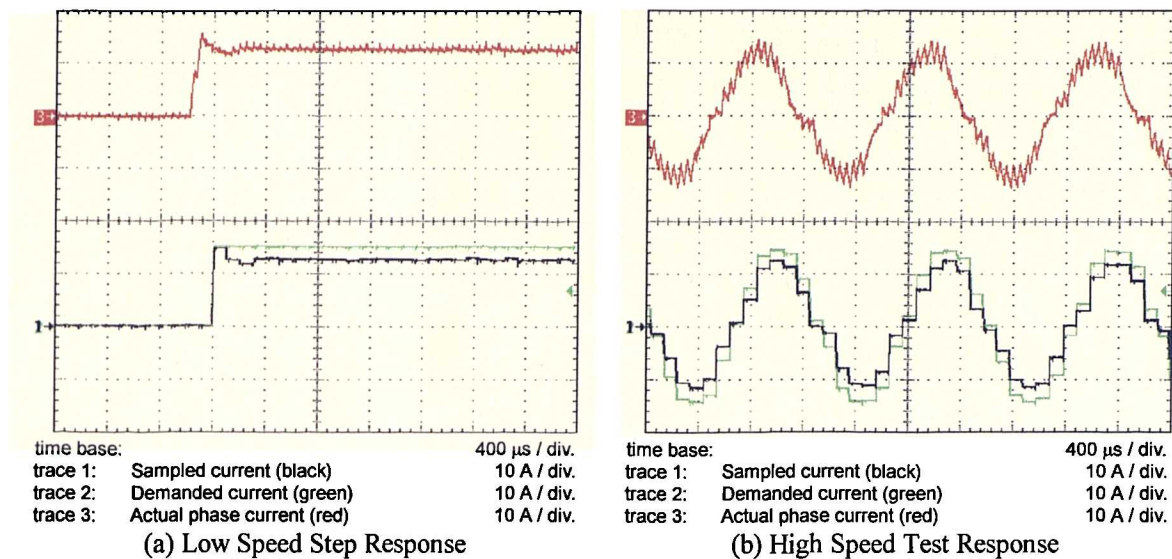 3
1
time base: 400 µs / div.
trace 1: Sampled current (black) 10 A / div.
trace 2: Demanded current (green) 10 A / div.
trace 3: Actual phase current (red) 10 A / div.
(a) Low Speed Step Response
3
1
time base: 400 µs / div.
trace 1: Sampled current (black) 10 A / div.
trace 2: Demanded current (green) 10 A / div.
trace 3: Actual phase current (red) 10 A / div.
(b) High Speed Test Response